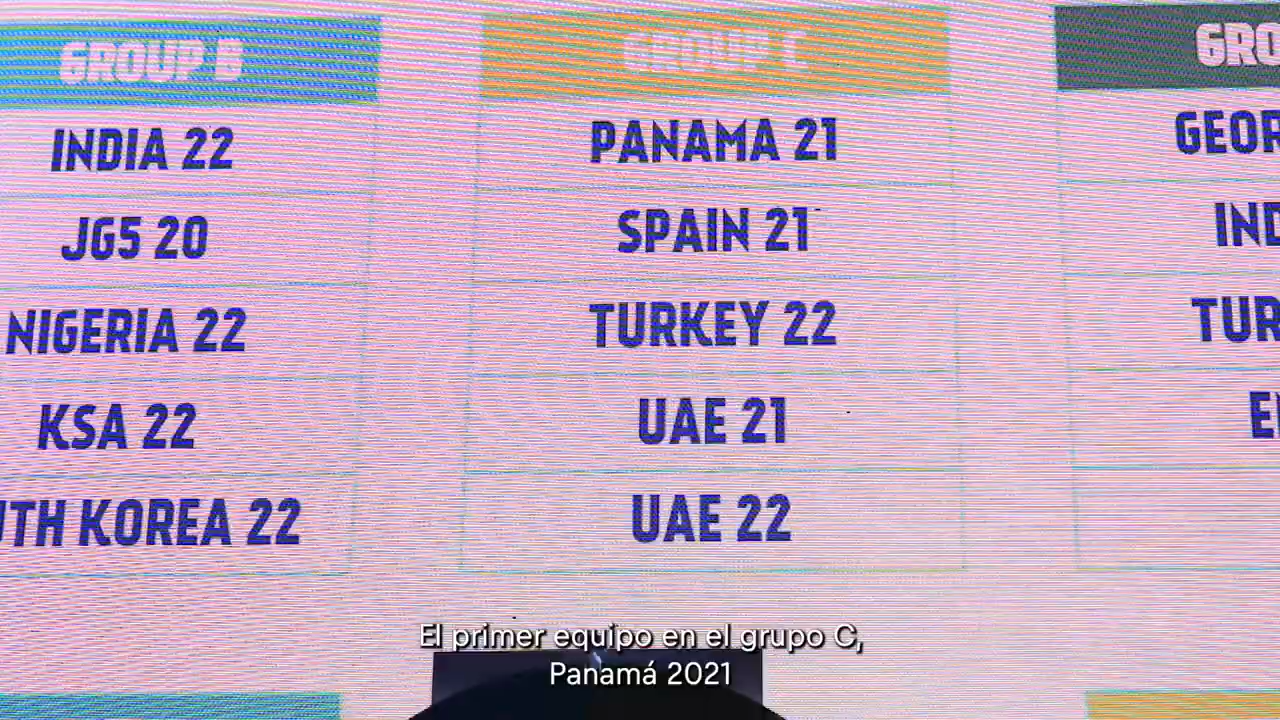 GROUP B
INDIA 22
JG5 20
NIGERIA 22
KSA 22
KOREA 22
GROUP C
PANAMA 21
SPAIN 21
TURKEY 22
UAE 21
UAE 22
El primer equipo en el grupo C,
Panamá 2021